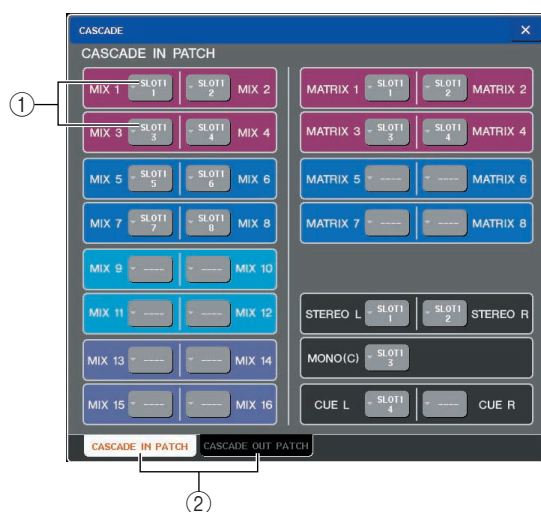 CASCADE
CASCADE IN PATCH
MIX 1 SLOT1 1 SLOT1 2 MIX 2
MIX 3 SLOT1 3 SLOT1 4 MIX 4
MIX 5 SLOT1 5 SLOT1 6 MIX 6
MIX 7 SLOT1 7 SLOT1 8 MIX 8
MIX 9 ---- ---- MIX 10
MIX 11 ---- ---- MIX 12
MIX 13 ---- ---- MIX 14
MIX 15 ---- ---- MIX 16
MATRIX 1 SLOT1 1 SLOT1 2 MATRIX 2
MATRIX 3 SLOT1 3 SLOT1 4 MATRIX 4
MATRIX 5 ---- ---- MATRIX 6
MATRIX 7 ---- ---- MATRIX 8
STEREO L SLOT1 1 SLOT1 2 STEREO R
MONO(C) SLOT1 3
CUE L SLOT1 4 ---- CUE R
CASCADE IN PATCH CASCADE OUT PATCH
①
②